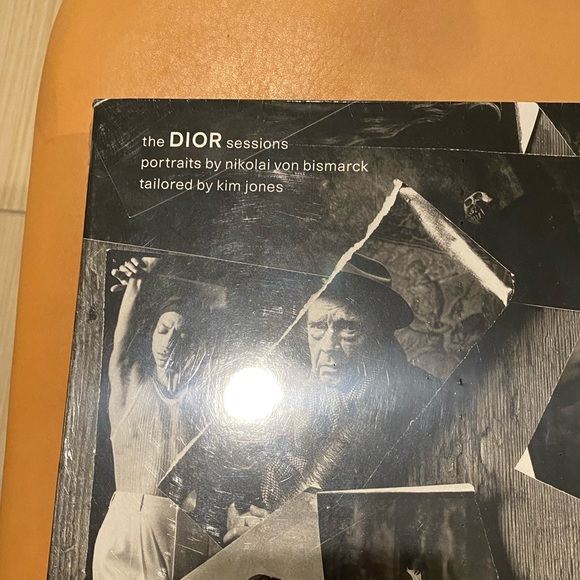 the DIOR sessions
portraits by nikolai von bismarck
tailored by kim jones